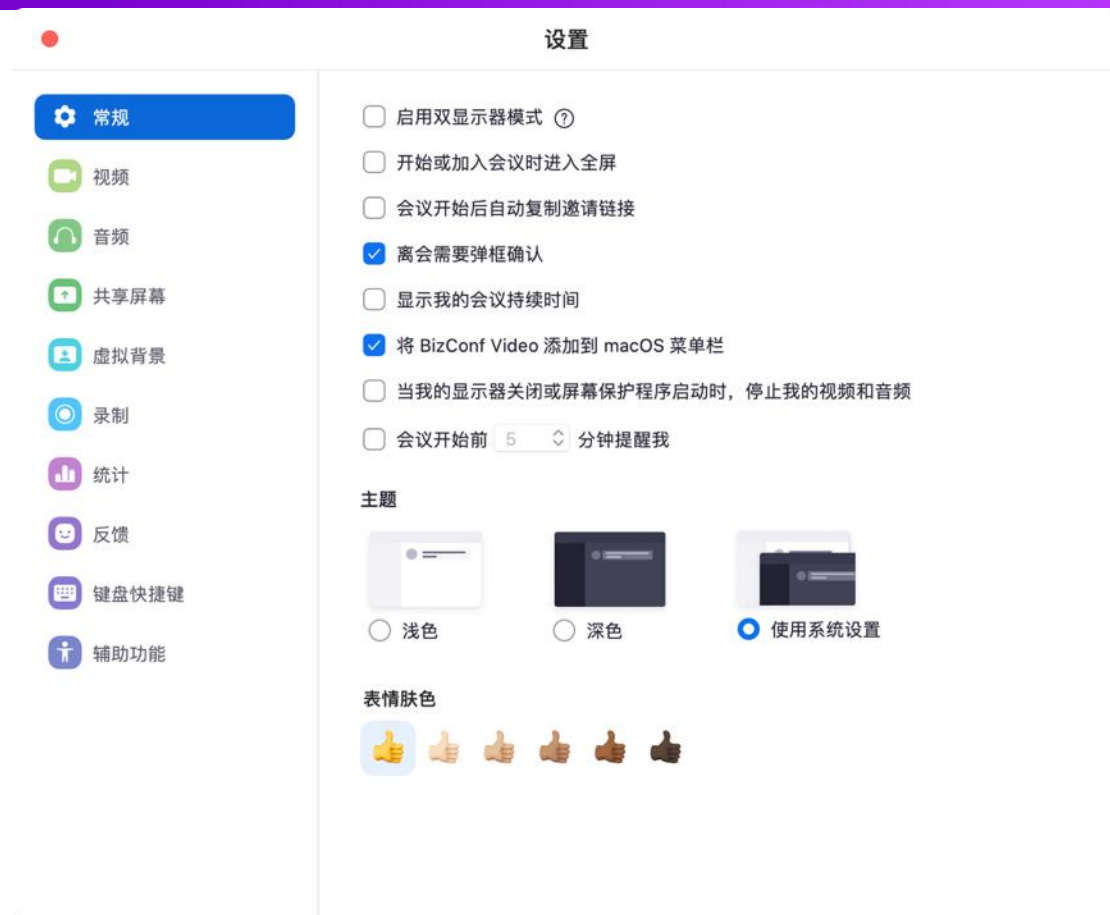 设置
常规
视频
音频
共享屏幕
虚拟背景
录制
统计
反馈
键盘快捷键
辅助功能
启用双显示器模式 ?
开始或加入会议时进入全屏
会议开始后自动复制邀请链接
离会需要弹框确认
显示我的会议持续时间
将 BizConf Video 添加到 macOS 菜单栏
当我的显示器关闭或屏幕保护程序启动时，停止我的视频和音频
会议开始前 5 分钟提醒我
主题
浅色 深色 使用系统设置
表情肤色